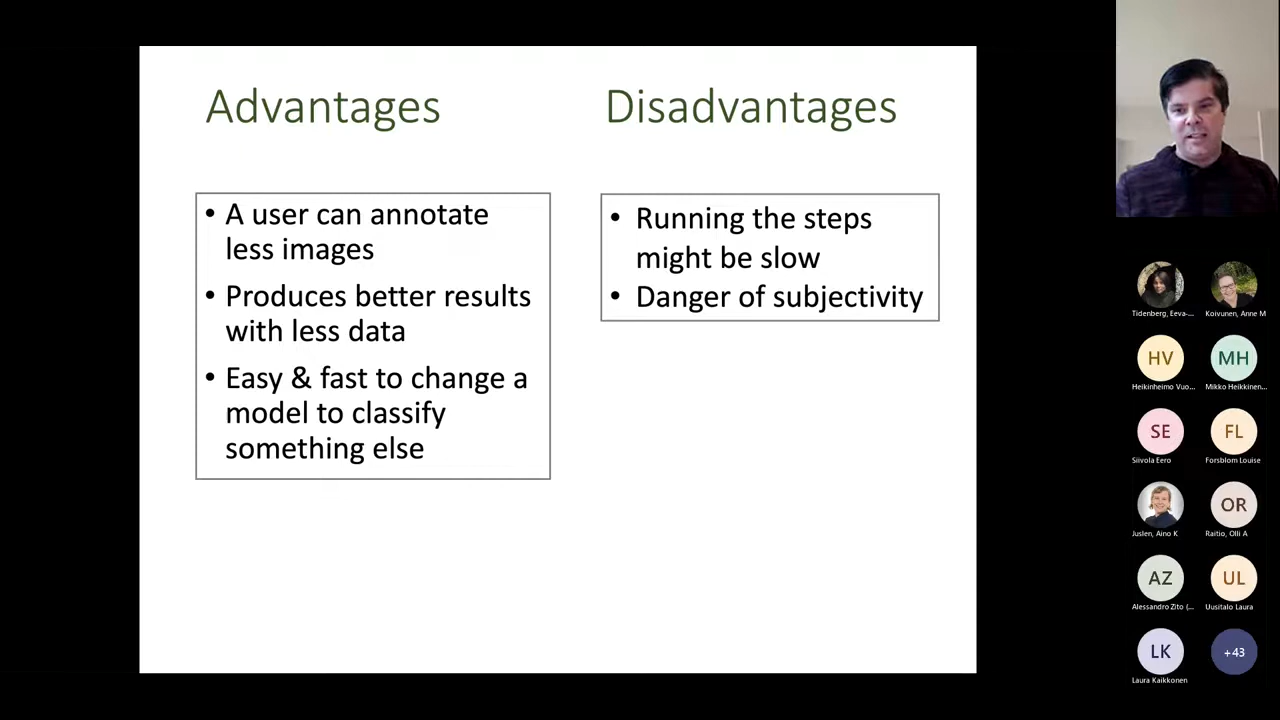 Advantages
Disadvantages
• A user can annotate
less images
• Produces better results
with less data
• Easy & fast to change a
model to classify
something else
• Running the steps
might be slow
• Danger of subjectivity
Tidenberg, Eeva-...
Koivunen, Anne M
HV
MH
Heikinheimo Vuo...
Mikko Heikkinen...
SE
FL
Siivola Eero
Forsblom Louise
OR
Juslen, Aino K
Raitio, Olli A
AZ
UL
Alessandro Zito (...
Uusitalo Laura
LK
+43
Laura Kaikkonen